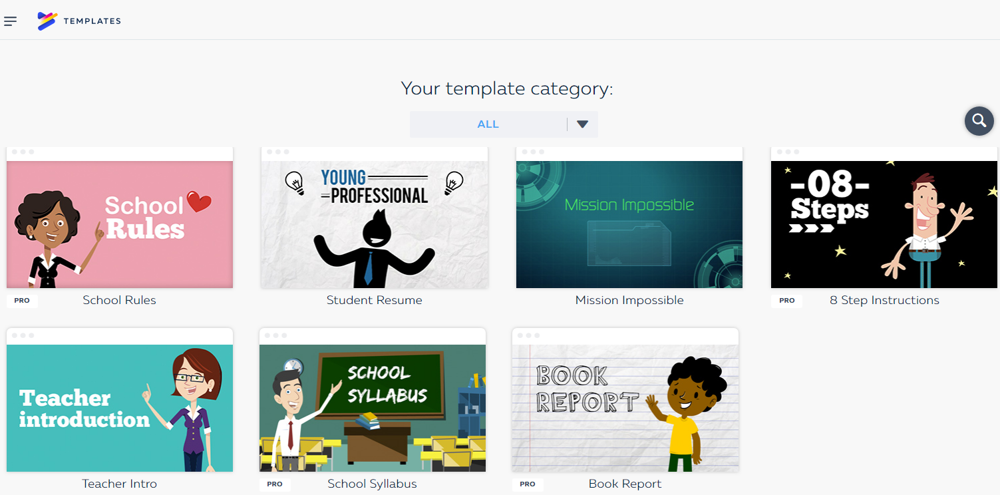 TEMPLATES
Your template category:
ALL
School
Rules
YOUNG
PROFESSIONAL
Mission Impossible
-08-
Steps
PRO
School Rules
Student Resume
Mission Impossible
PRO
8 Step Instructions
Teacher
introduction
SCHOOL
SYLLABUS
BOOK
REPORT
Teacher Intro
PRO
School Syllabus
PRO
Book Report